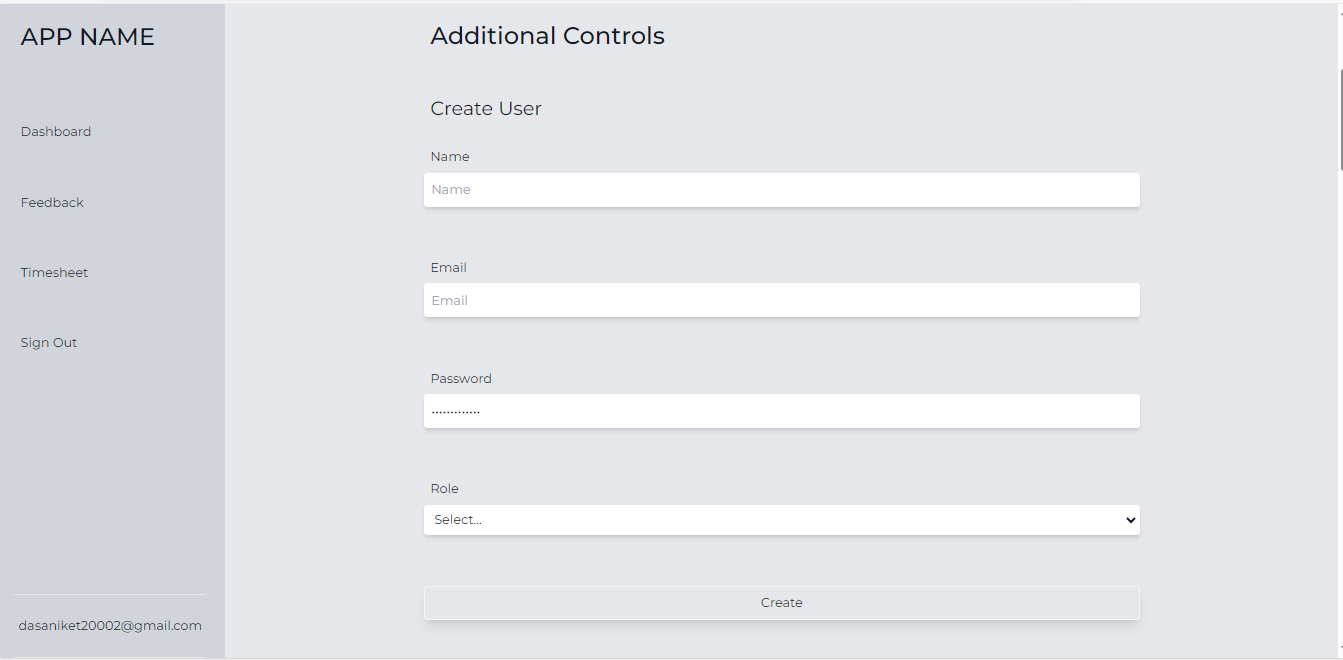 APP NAME
Dashboard
Feedback
Timesheet
Sign Out
dasaniket20002@gmail.com
Additional Controls
Create User
Name
Name
Email
Email
Password
•••••••••••••
Role
Select...
Create